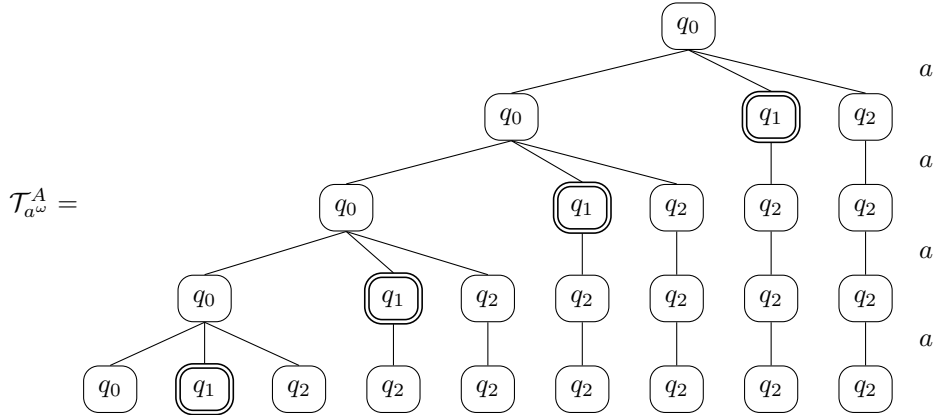 q₀
a
q₀ q₁ q₂
a
𝒯ᴬ_{a^ω} = q₀ q₁ q₂ q₂ q₂
a
q₀ q₁ q₂ q₂ q₂ q₂ q₂
a
q₀ q₁ q₂ q₂ q₂ q₂ q₂ q₂ q₂